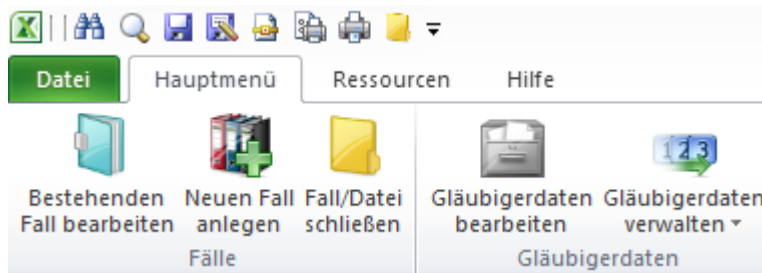 Datei Hauptmenü Ressourcen Hilfe
Bestehenden Neuen Fall Fall/Datei Gläubigerdaten Gläubigerdaten
Fall bearbeiten anlegen schließen bearbeiten verwalten
Fälle Gläubigerdaten